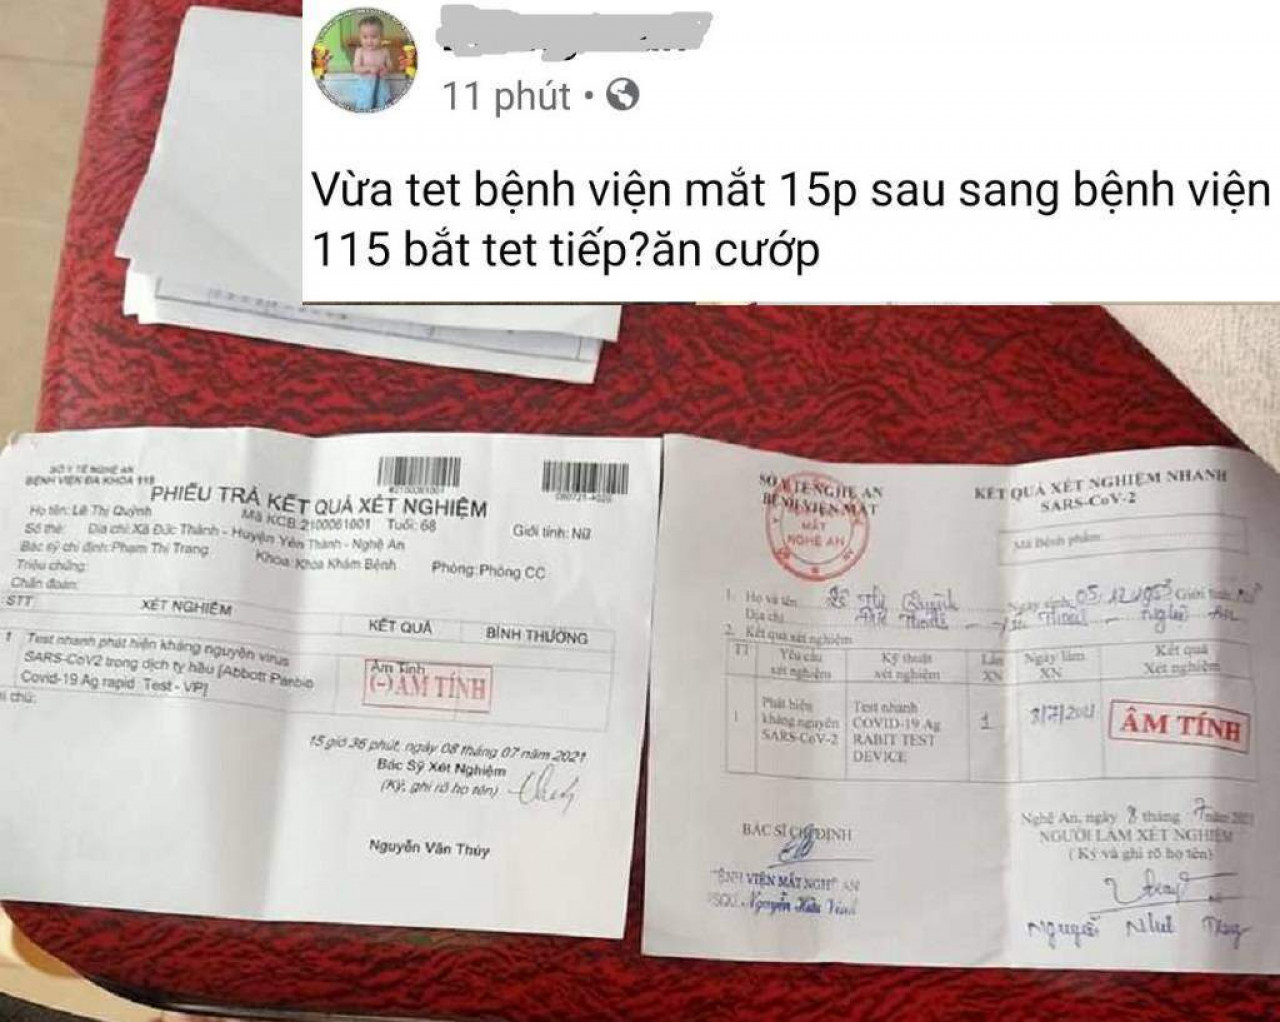 11 phút
Vừa tet bệnh viện mắt 15p sau sang bệnh viện
115 bắt tet tiếp?ăn cướp
SỞ Y TẾ NGHỆ AN
BỆNH VIỆN ĐA KHOA 115
PHIẾU TRẢ KẾT QUẢ XÉT NGHIỆM
Mã KCB:2100061001 Tuổi: 68
Giới tính: Nữ
Họ tên: Lê Thị Quỳnh
Số thẻ: Địa chỉ: Xã Đức Thành - Huyện Yên Thành - Nghệ An
Bác sỹ chỉ định: Phạm Thị Trang
Khoa: Khoa Khám Bệnh
Phòng: Phòng CC
Triệu chứng:
Chẩn đoán:
STT XÉT NGHIỆM KẾT QUẢ BÌNH THƯỜNG
1 Test nhanh phát hiện kháng nguyên virus
SARS-CoV2 trong dịch tỵ hầu [Abbott Panbio
Covid-19 Ag rapid Test - VP]
Âm Tính
(-) ÂM TÍNH
chú:
15 giờ 36 phút, ngày 08 tháng 07 năm 2021
Bác Sỹ Xét Nghiệm
(Ký, ghi rõ họ tên)
Nguyễn Văn Thúy
SỞ Y TẾ NGHỆ AN
BỆNH VIỆN MẮT
MẮT
NGHỆ AN
KẾT QUẢ XÉT NGHIỆM NHANH
SARS-CoV-2
Mã Bệnh phẩm:
1. Họ và tên Lê Thị Quỳnh Ngày sinh 05.12.1953 Giới tính: Nữ
Địa chỉ Đức Thành - Yên Thành - Nghệ An
2. Kết quả xét nghiệm
TT Yêu cầu xét nghiệm Kỹ thuật xét nghiệm Lần XN Ngày làm XN Kết quả Xét nghiệm
1 Phát hiện kháng nguyên SARS-CoV-2 Test nhanh COVID-19 Ag RABIT TEST DEVICE 1 8/7/2021 ÂM TÍNH
Nghệ An, ngày 8 tháng 7 năm 2021
BÁC SĨ CHỈ ĐỊNH
NGƯỜI LÀM XÉT NGHIỆM
(Ký và ghi rõ họ tên)
BỆNH VIỆN MẮT NGHỆ AN
Nguyễn Hữu
Nguyễn Như